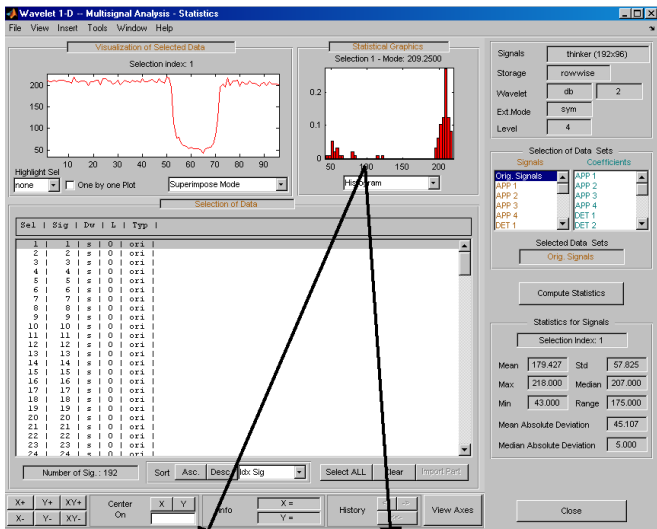 Wavelet 1-D -- Multisignal Analysis - Statistics
File View Insert Tools Window Help
Visualization of Selected Data
Selection index: 1
200
150
100
50
10 20 30 40 50 60 70 80 90
Highlight Sel
none
One by one Plot
Superimpose Mode
Statistical Graphics
Selection 1 - Mode: 209.2500
0.2
0.1
0
50 100 150 200
Histogram
Selection of Data
Sel | Sig | Dw | L | Typ |
1 | 1 | s | 0 | ori |
2 | 2 | s | 0 | ori |
3 | 3 | s | 0 | ori |
4 | 4 | s | 0 | ori |
5 | 5 | s | 0 | ori |
6 | 6 | s | 0 | ori |
7 | 7 | s | 0 | ori |
8 | 8 | s | 0 | ori |
9 | 9 | s | 0 | ori |
10 | 10 | s | 0 | ori |
11 | 11 | s | 0 | ori |
12 | 12 | s | 0 | ori |
13 | 13 | s | 0 | ori |
14 | 14 | s | 0 | ori |
15 | 15 | s | 0 | ori |
16 | 16 | s | 0 | ori |
17 | 17 | s | 0 | ori |
18 | 18 | s | 0 | ori |
19 | 19 | s | 0 | ori |
20 | 20 | s | 0 | ori |
21 | 21 | s | 0 | ori |
22 | 22 | s | 0 | ori |
23 | 23 | s | 0 | ori |
24 | 24 | s | 0 | ori |
Number of Sig.: 192
Sort Asc. Desc Idx Sig
Select ALL Clear Import Part.
X+ Y+ XY+
X- Y- XY-
Center On
X Y
Info
X =
Y =
History
<- ->
<<-
View Axes
Signals thinker (192x96)
Storage rowwise
Wavelet db 2
Ext.Mode sym
Level 4
Selection of Data Sets
Signals
Orig. Signals
APP 1
APP 2
APP 3
APP 4
DET 1
Coefficients
APP 1
APP 2
APP 3
APP 4
DET 1
DET 2
Selected Data Sets
Orig. Signals
Compute Statistics
Statistics for Signals
Selection Index: 1
Mean 179.427 Std 57.825
Max 218.000 Median 207.000
Min 43.000 Range 175.000
Mean Absolute Deviation 45.107
Median Absolute Deviation 5.000
Close